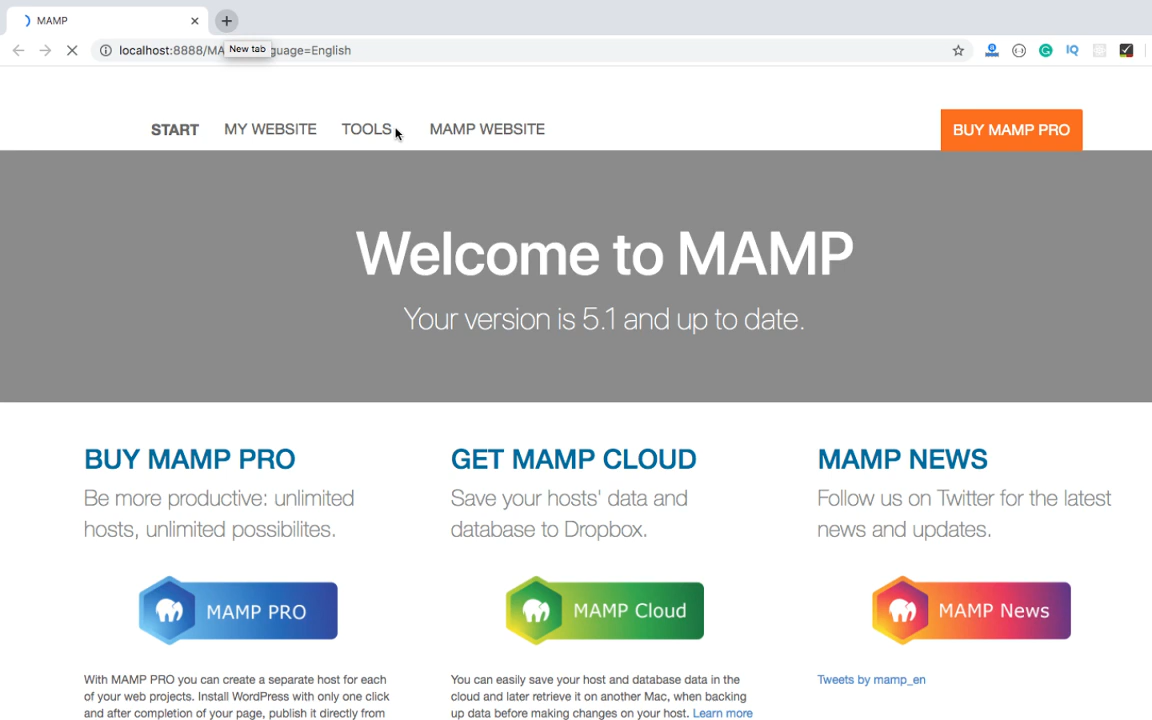 MAMP
localhost:8888/MA
New tab
guage=English
START
MY WEBSITE
TOOLS
MAMP WEBSITE
BUY MAMP PRO
Welcome to MAMP
Your version is 5.1 and up to date.
BUY MAMP PRO
Be more productive: unlimited
hosts, unlimited possibilites.
MAMP PRO
With MAMP PRO you can create a separate host for each
of your web projects. Install WordPress with only one click
and after completion of your page, publish it directly from
GET MAMP CLOUD
Save your hosts' data and
database to Dropbox.
MAMP Cloud
You can easily save your host and database data in the
cloud and later retrieve it on another Mac, when backing
up data before making changes on your host. Learn more
MAMP NEWS
Follow us on Twitter for the latest
news and updates.
MAMP News
Tweets by mamp_en